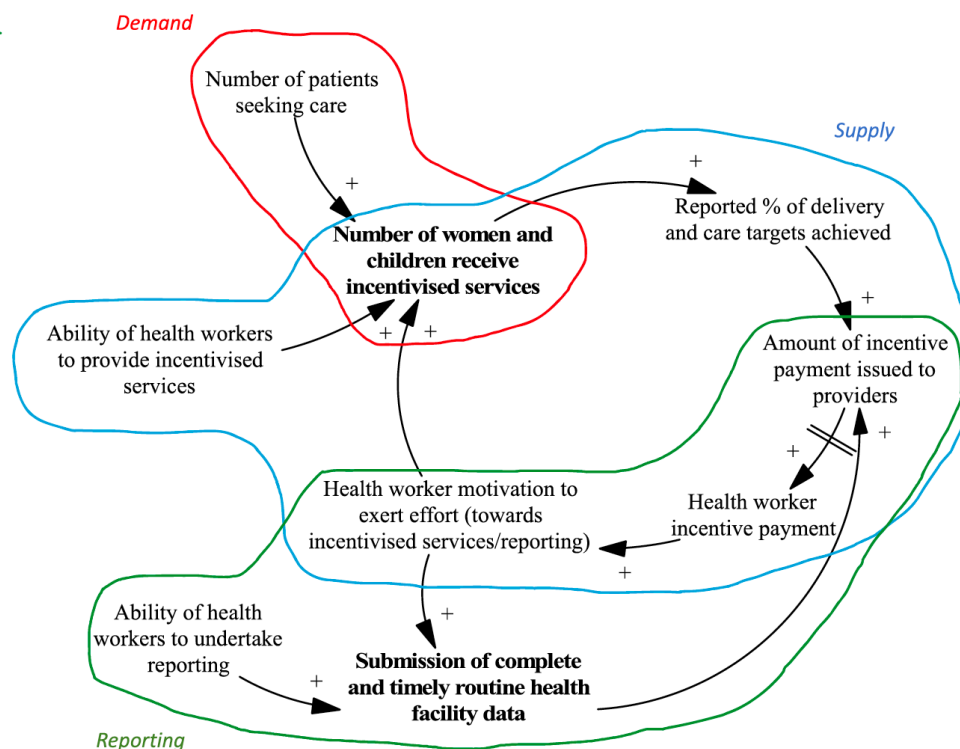 Demand
Number of patients
seeking care
+
Supply
+
Reported % of delivery
and care targets achieved
Number of women and
children receive
incentivised services
+
Ability of health workers
to provide incentivised
services
+
+
Amount of incentive
payment issued to
providers
+
+
Health worker motivation to
exert effort (towards
incentivised services/reporting)
Health worker
incentive payment
+
Ability of health
workers to undertake
reporting
+
+
Submission of complete
and timely routine health
facility data
Reporting